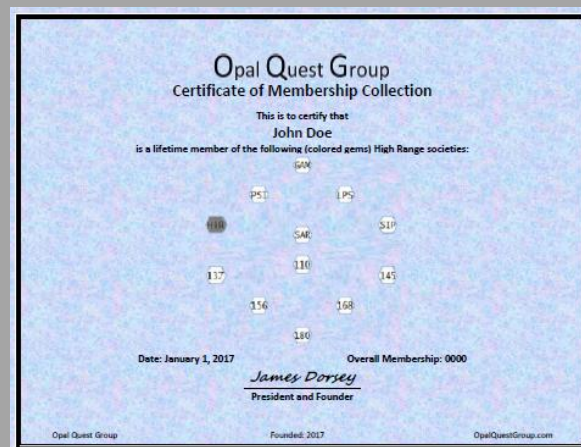 Opal Quest Group
Certificate of Membership Collection
This is to certify that
John Doe
is a lifetime member of the following (colored gems) High Range societies:
GAM
PSI LPS
SIP
SAR
110
137 145
156 168
180
Date: January 1, 2017 Overall Membership: 0000
James Dorsey
President and Founder
Opal Quest Group Founded: 2017 OpalQuestGroup.com